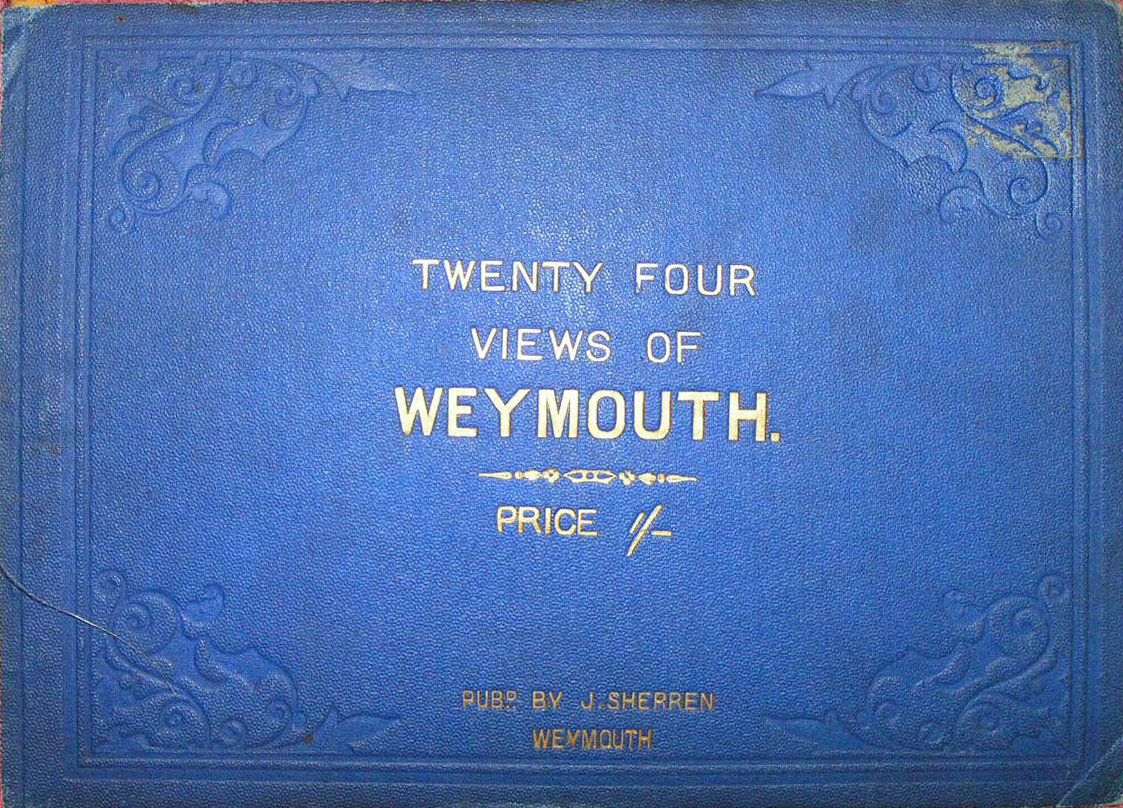 TWENTY FOUR
VIEWS OF
WEYMOUTH.
PRICE 1/-
PUBD. BY J. SHERREN
WEYMOUTH